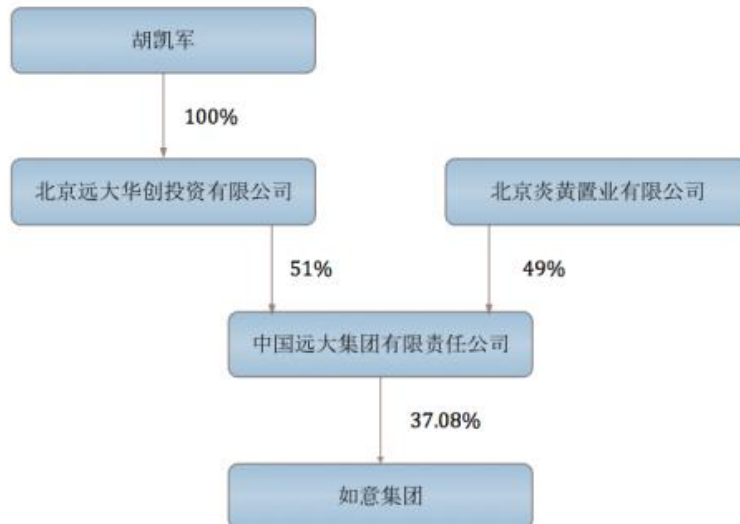 胡凯军
100%
北京远大华创投资有限公司
北京炎黄置业有限公司
51%
49%
中国远大集团有限责任公司
37.08%
如意集团